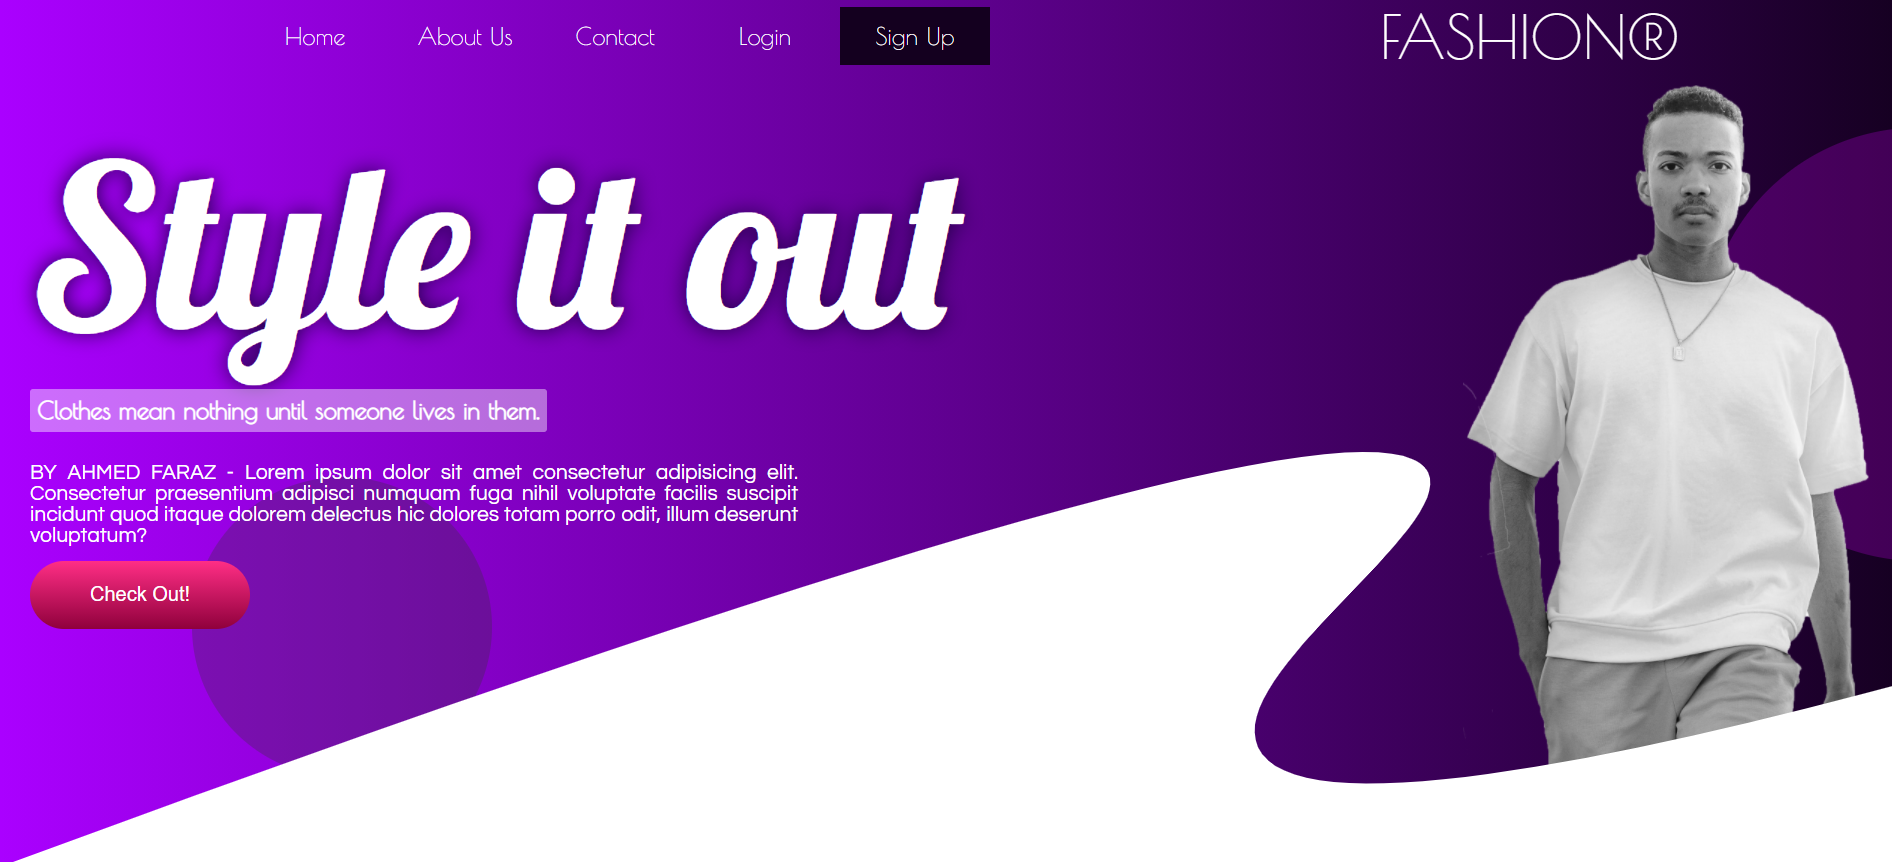 Home About Us Contact Login Sign Up FASHION®
Style it out
Clothes mean nothing until someone lives in them.
BY AHMED FARAZ - Lorem ipsum dolor sit amet consectetur adipisicing elit.
Consectetur praesentium adipisci numquam fuga nihil voluptate facilis suscipit
incidunt quod itaque dolorem delectus hic dolores totam porro odit, illum deserunt
voluptatum?
Check Out!